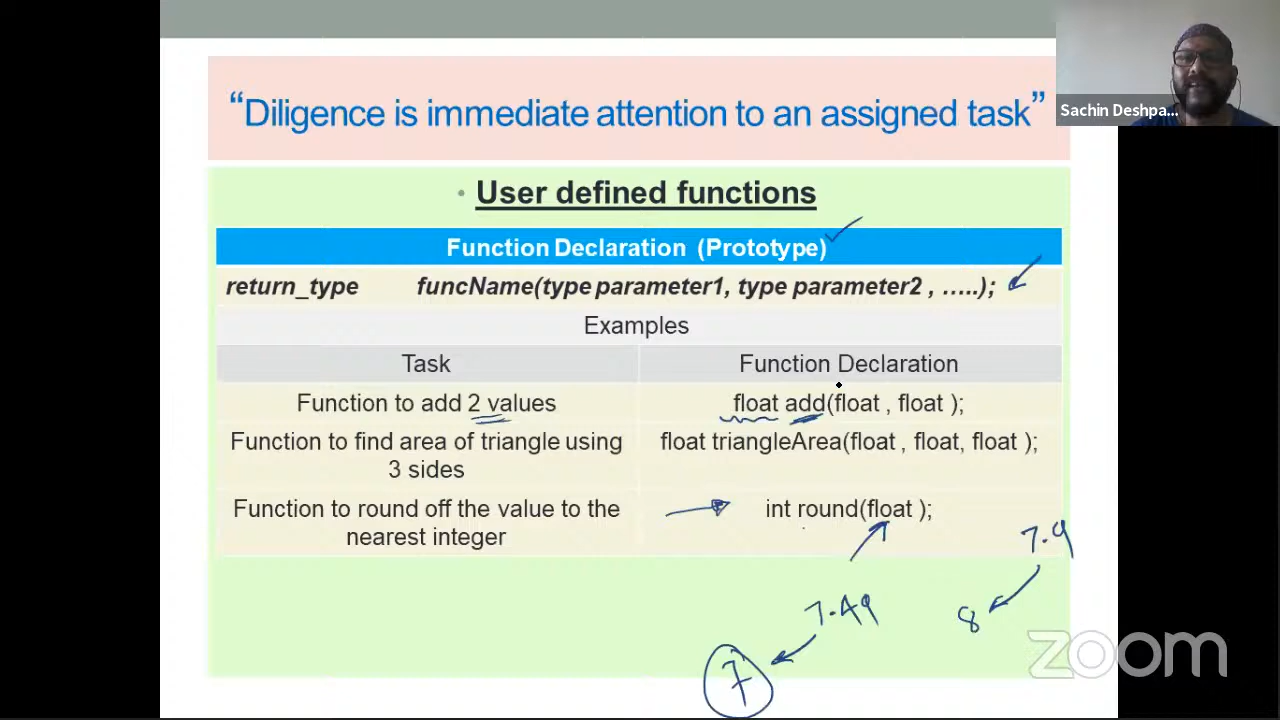 “Diligence is immediate attention to an assigned task”
Sachin Deshpa...
• User defined functions
Function Declaration (Prototype)
return_type funcName(type parameter1, type parameter2 , …..);
Examples
Task Function Declaration
Function to add 2 values float add(float , float );
Function to find area of triangle using float triangleArea(float , float, float );
3 sides
Function to round off the value to the int round(float );
nearest integer
7.9
7.49 8
7
zoom